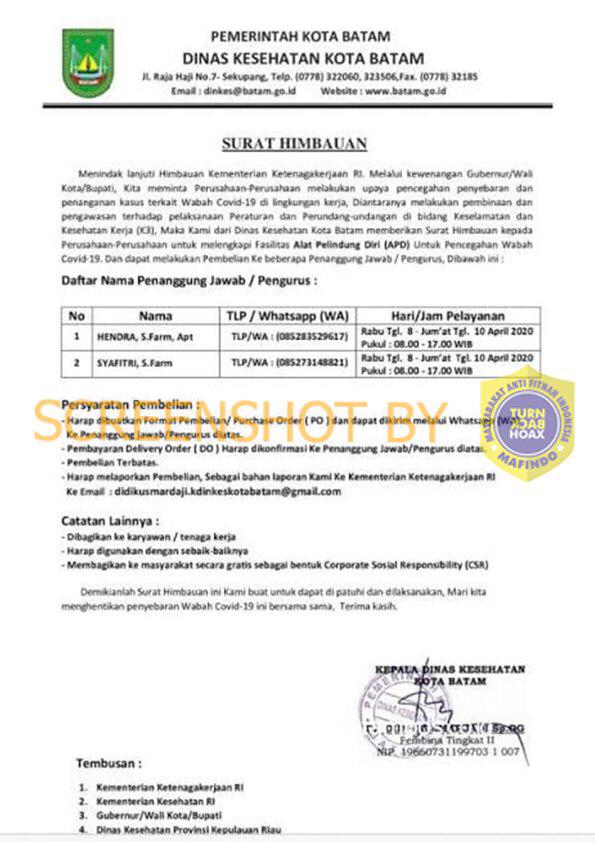 PEMERINTAH KOTA BATAM
DINAS KESEHATAN KOTA BATAM
Jl. Raja Haji No.7- Sekupang, Telp. (0778) 322060, 323506,Fax. (0778) 32185
Email : dinkes@batam.go.id Website : www.batam.go.id
BATAM
SURAT HIMBAUAN
Menindak lanjuti Himbauan Kementerian Ketenagakerjaan RI. Melalui kewenangan Gubernur/Wali
Kota/Bupati, Kita meminta Perusahaan-Perusahaan melakukan upaya pencegahan penyebaran dan
penanganan kasus terkait Wabah Covid-19 di lingkungan kerja, Diantaranya melakukan pembinaan dan
pengawasan terhadap pelaksanaan Peraturan dan Perundang-undangan di bidang Keselamatan dan
Kesehatan Kerja (K3), Maka Kami dari Dinas Kesehatan Kota Batam memberikan Surat Himbauan kepada
Perusahaan-Perusahaan untuk melengkapi Fasilitas Alat Pelindung Diri (APD) Untuk Pencegahan Wabah
Covid-19. Dan dapat melakukan Pembelian Ke beberapa Penanggung Jawab / Pengurus, Dibawah ini :
Daftar Nama Penanggung Jawab / Pengurus :
No Nama TLP / Whatsapp (WA) Hari/Jam Pelayanan
1 HENDRA, S.Farm, Apt TLP/WA : (085283529617) Rabu Tgl. 8 - Jum'at Tgl. 10 April 2020
Pukul : 08.00 - 17.00 WIB
2 SYAFITRI, S.Farm TLP/WA : (085273148821) Rabu Tgl. 8 - Jum'at Tgl. 10 April 2020
Pukul : 08.00 - 17.00 WIB
SCREENSHOT BY
MASYARAKAT ANTI FITNAH INDONESIA
TURN
BACK
HOAX
MAFINDO
Persyaratan Pembelian :
- Harap dibuatkan Format Pembelian/ Purchase Order ( PO ) dan dapat dikirim melalui Whatsapp (WA)
Ke Penanggung Jawab/Pengurus diatas.
- Pembayaran Delivery Order ( DO ) Harap dikonfirmasi Ke Penanggung Jawab/Pengurus diatas.
- Pembelian Terbatas.
- Harap melaporkan Pembelian, Sebagai bahan laporan Kami Ke Kementerian Ketenagakerjaan RI
Ke Email : didikusmardaji.kdinkeskotabatam@gmail.com
Catatan Lainnya :
- Dibagikan ke karyawan / tenaga kerja
- Harap digunakan dengan sebaik-baiknya
- Membagikan ke masyarakat secara gratis sebagai bentuk Corporate Sosial Responsibility (CSR)
Demikianlah Surat Himbauan ini Kami buat untuk dapat di patuhi dan dilaksanakan, Mari kita
menghentikan penyebaran Wabah Covid-19 ini bersama sama, Terima kasih.
KEPALA DINAS KESEHATAN
KOTA BATAM
Pembina Tingkat II
NIP. 19660731199703 1 007
Tembusan :
1. Kementerian Ketenagakerjaan RI
2. Kementerian Kesehatan RI
3. Gubernur/Wali Kota/Bupati
4. Dinas Kesehatan Provinsi Kepulauan Riau